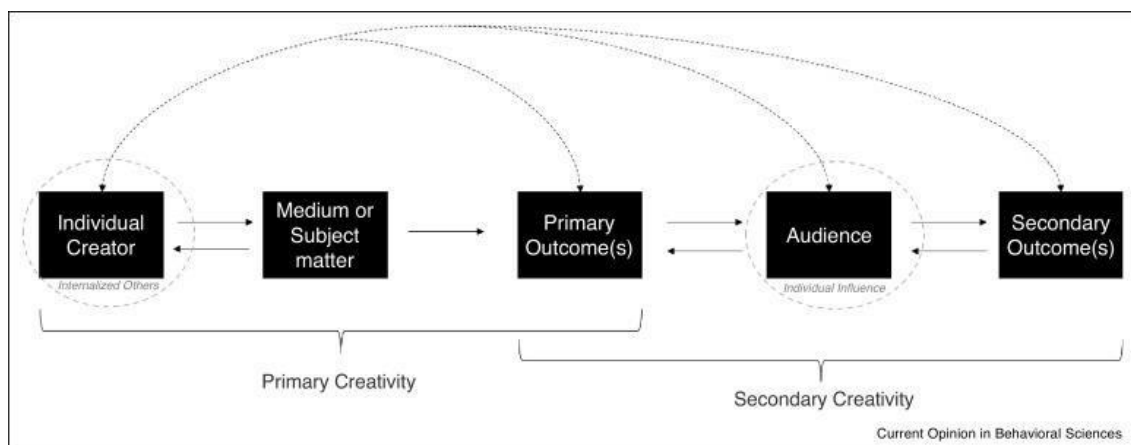 Individual
Creator
Internalized Others
Medium or
Subject
matter
Primary
Outcome(s)
Audience
Individual Influence
Secondary
Outcome(s)
Primary Creativity
Secondary Creativity
Current Opinion in Behavioral Sciences